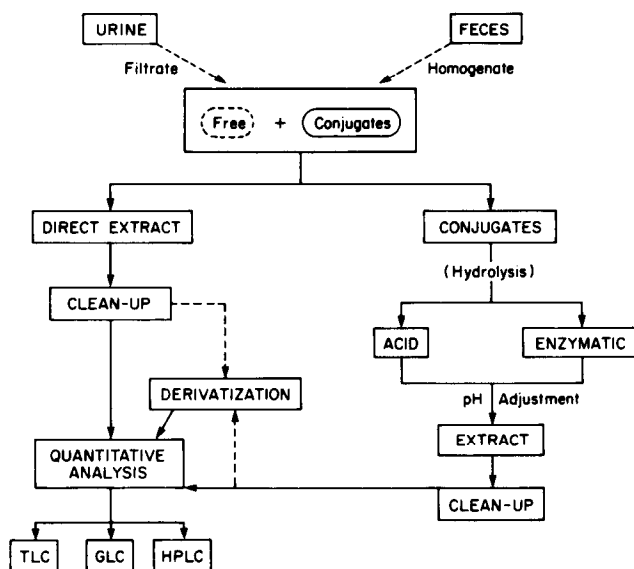 URINE
FECES
Filtrate
Homogenate
Free + Conjugates
DIRECT EXTRACT
CONJUGATES
(Hydrolysis)
CLEAN-UP
ACID
ENZYMATIC
DERIVATIZATION
pH Adjustment
EXTRACT
QUANTITATIVE
ANALYSIS
CLEAN-UP
TLC
GLC
HPLC